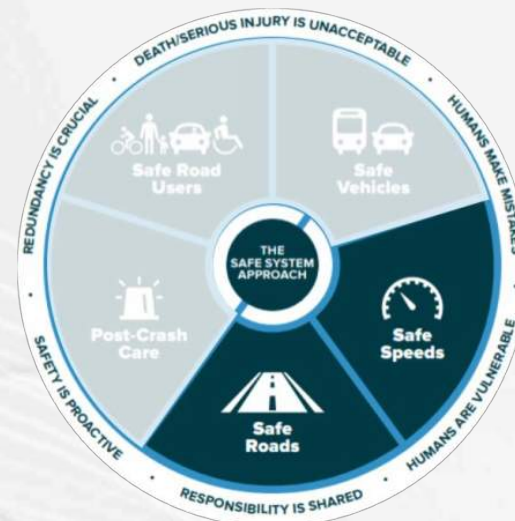 DEATH/SERIOUS INJURY IS UNACCEPTABLE
HUMANS MAKE MISTAKES
HUMANS ARE VULNERABLE
RESPONSIBILITY IS SHARED
SAFETY IS PROACTIVE
REDUNDANCY IS CRUCIAL
Safe Road
Users
Safe
Vehicles
THE
SAFE SYSTEM
APPROACH
Post-Crash
Care
Safe
Speeds
Safe
Roads